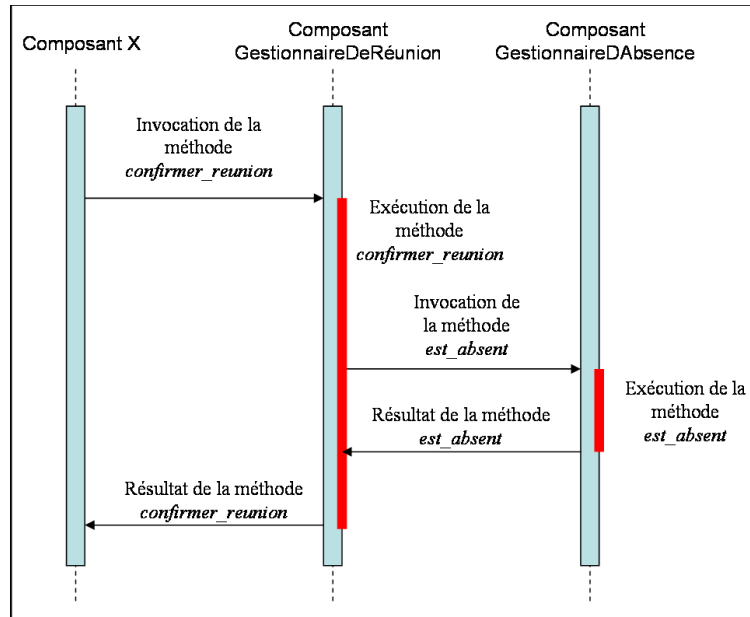 Composant X
Composant
GestionnaireDeRéunion
Composant
GestionnaireDAbsence
Invocation de la
méthode
confirmer_reunion
Exécution de la
méthode
confirmer_reunion
Invocation de
la méthode
est_absent
Exécution de la
méthode
est_absent
Résultat de la méthode
est_absent
Résultat de la méthode
confirmer_reunion